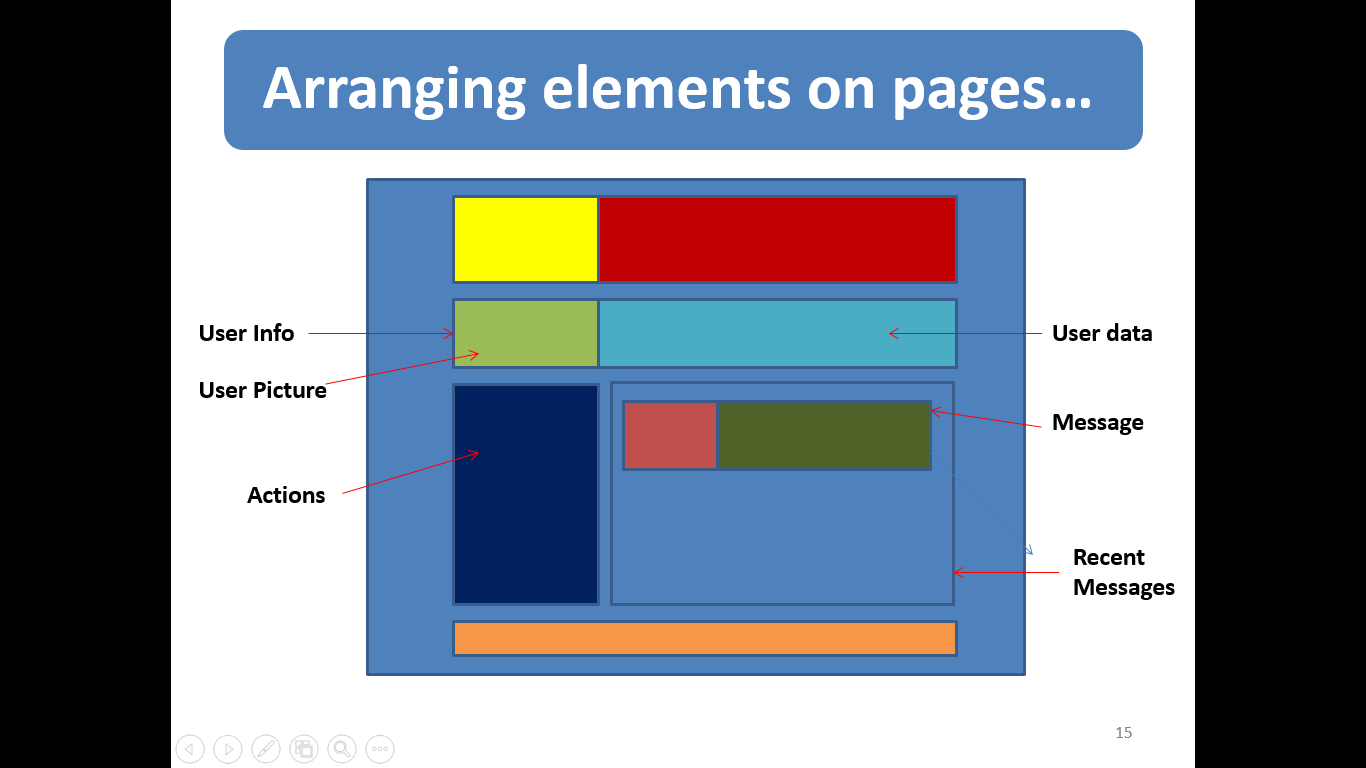 Arranging elements on pages...
User Info
User data
User Picture
Message
Actions
Recent
Messages
15